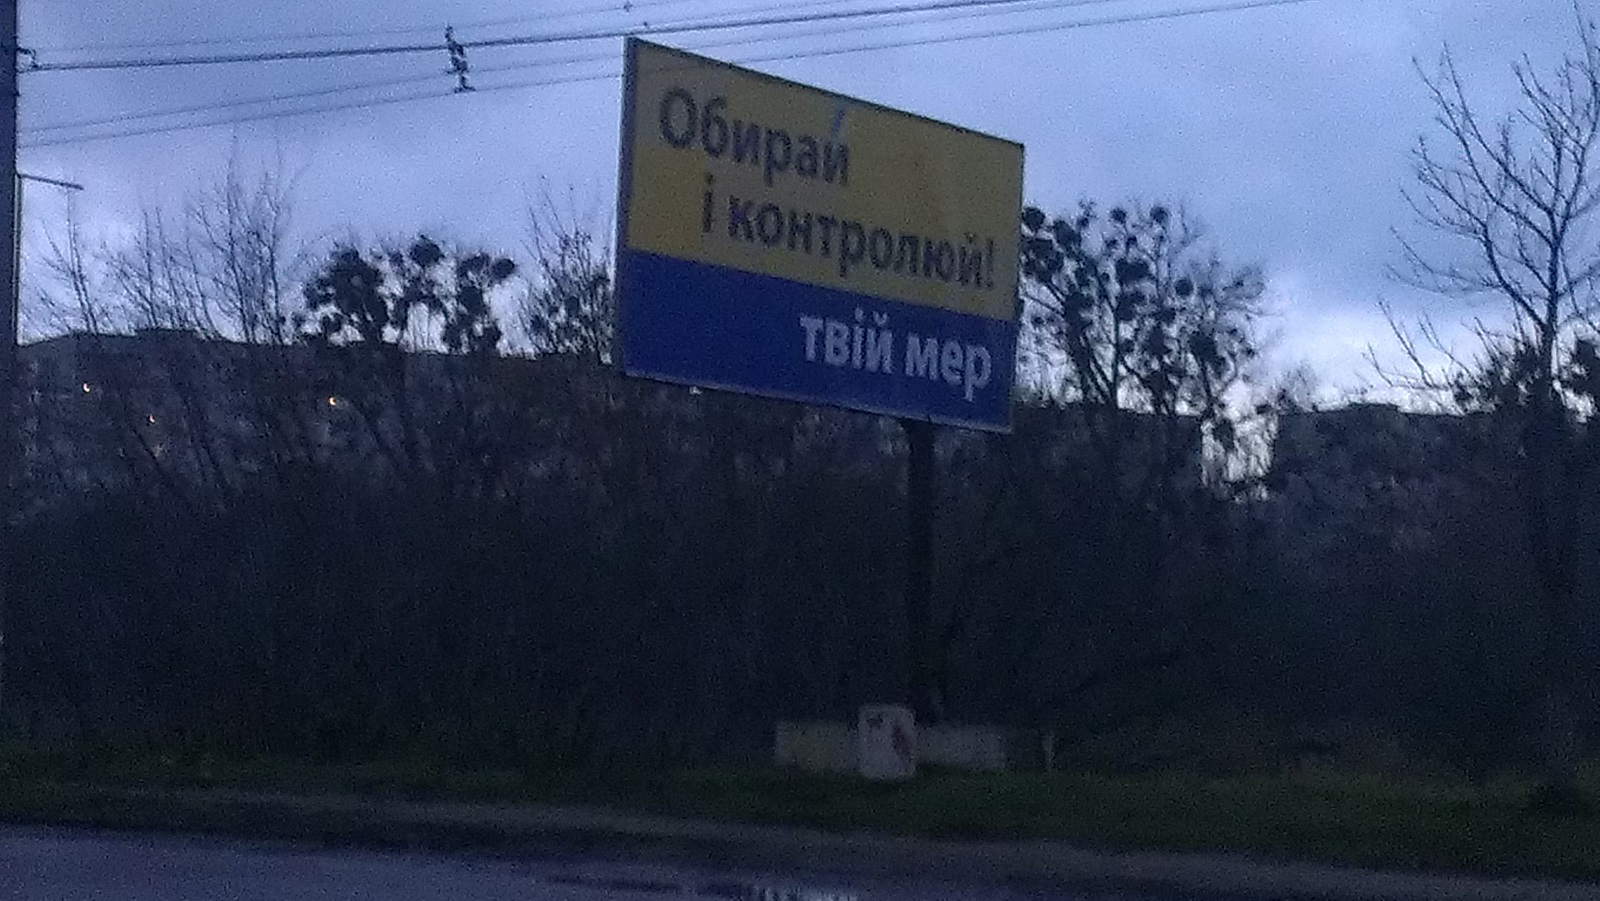 Обирай
і контролюй!
твій мер